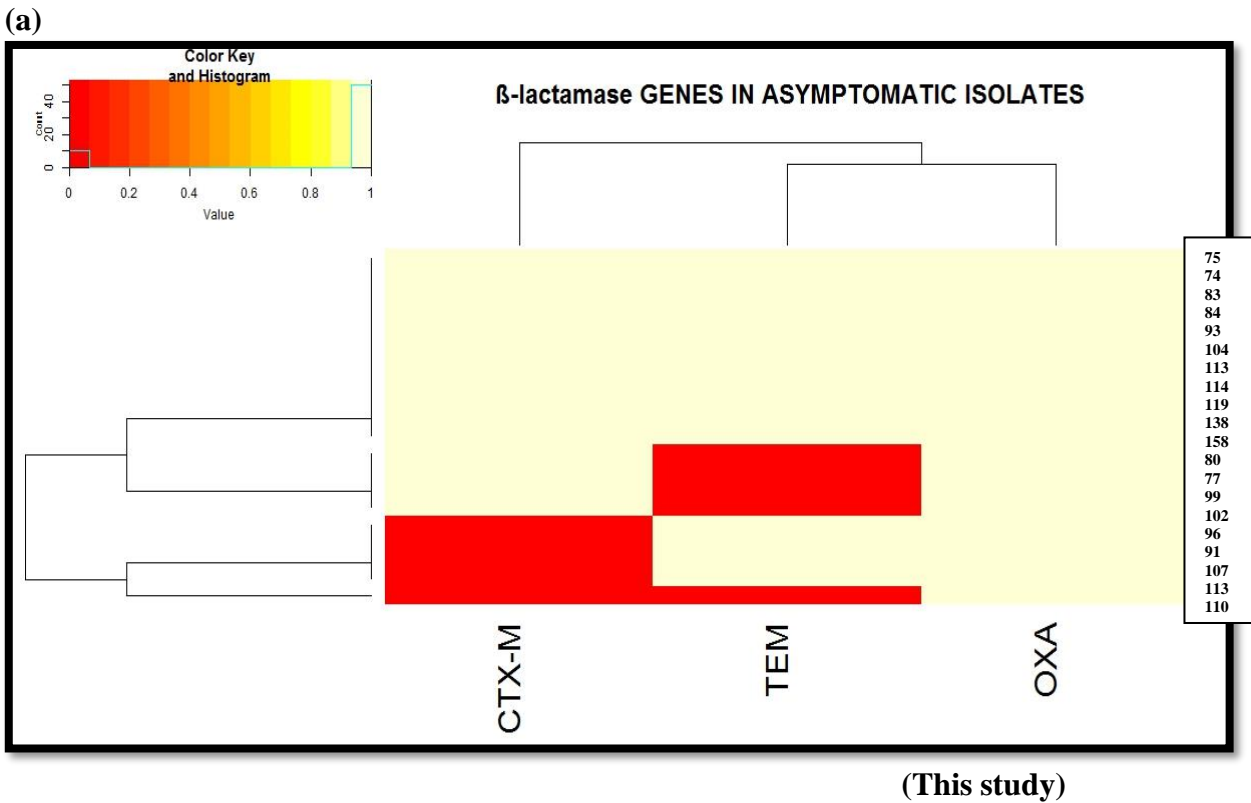 (a)
Color Key
and Histogram
Count
0 20 40
0 0.2 0.4 0.6 0.8 1
Value
ß-lactamase GENES IN ASYMPTOMATIC ISOLATES
75
74
83
84
93
104
113
114
119
138
158
80
77
99
102
96
91
107
113
110
CTX-M
TEM
OXA
(This study)